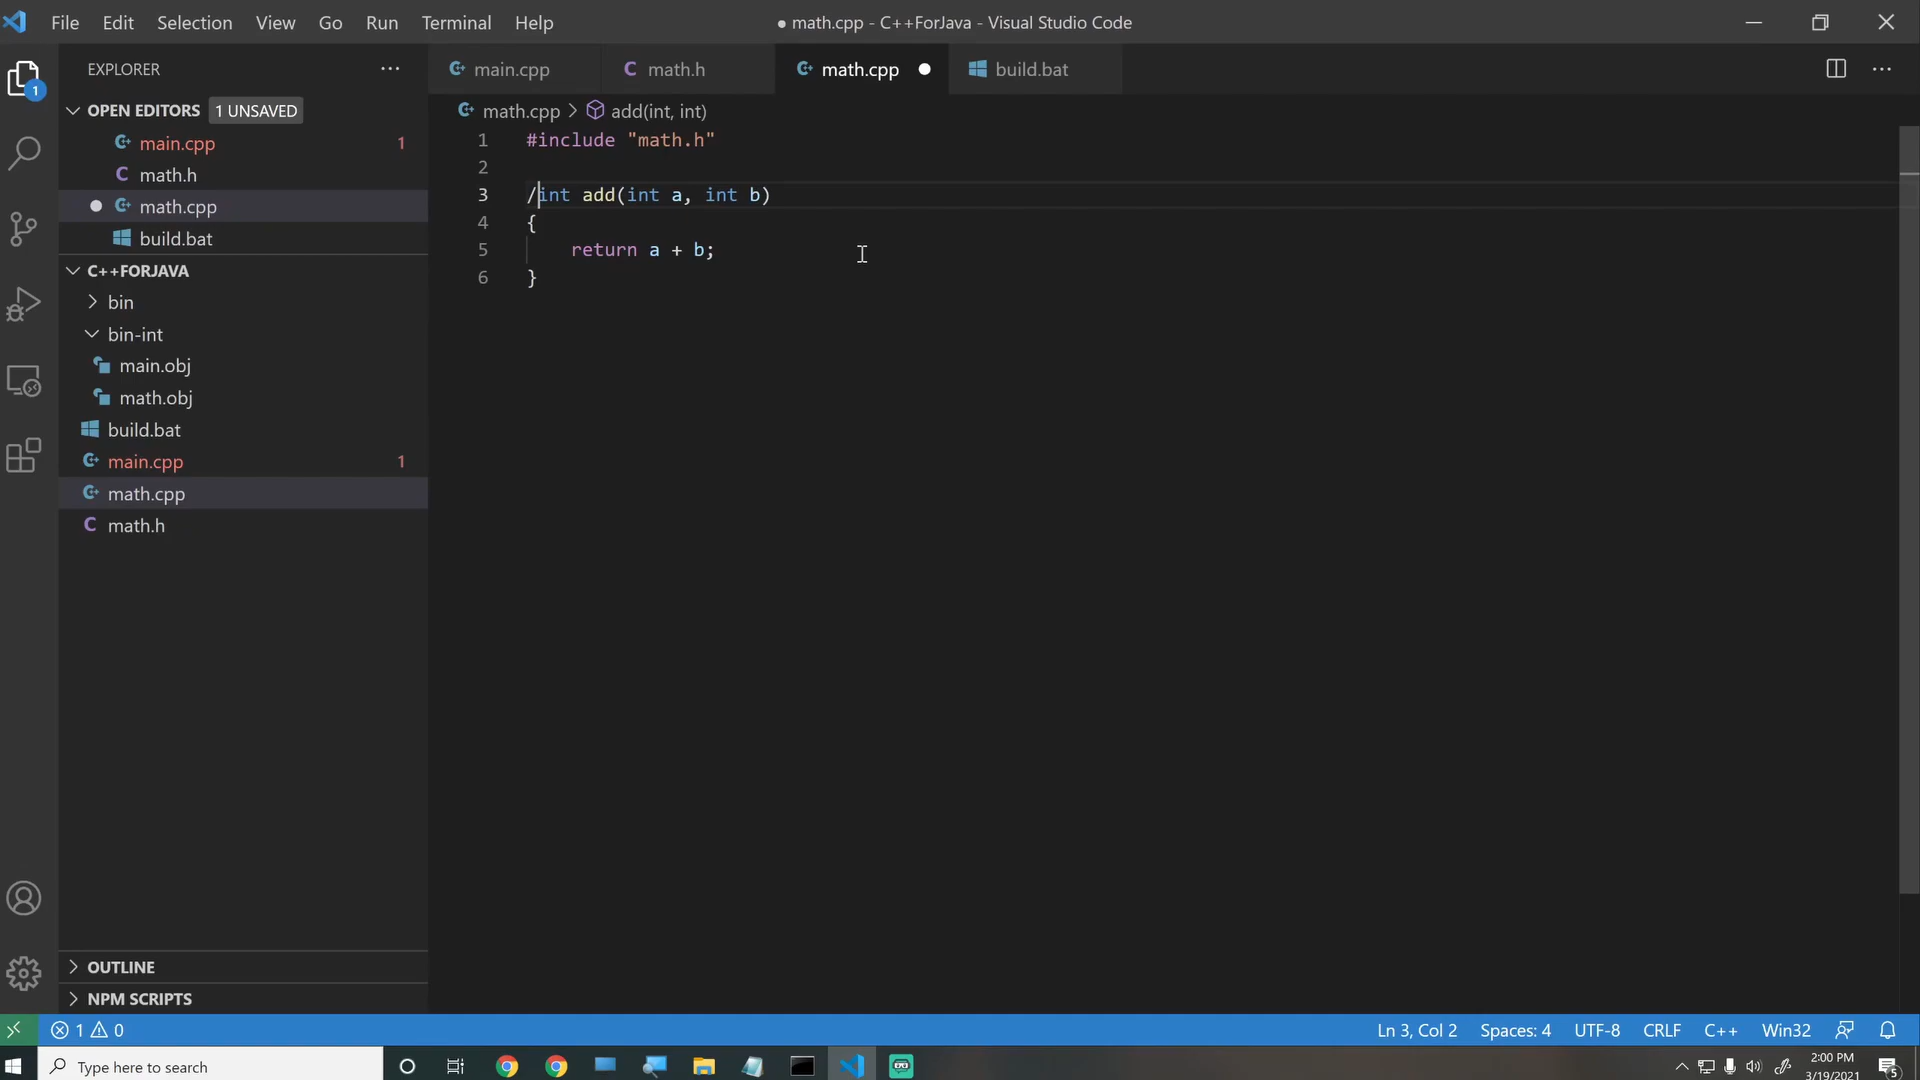 File Edit Selection View Go Run Terminal Help
● math.cpp - C++ForJava - Visual Studio Code
EXPLORER
1
OPEN EDITORS 1 UNSAVED
main.cpp 1
math.h
math.cpp
build.bat
C++FORJAVA
bin
bin-int
main.obj
math.obj
build.bat
main.cpp 1
math.cpp
math.h
OUTLINE
NPM SCRIPTS
main.cpp math.h math.cpp build.bat
math.cpp > add(int, int)
1 #include "math.h"
2
3 /int add(int a, int b)
4 {
5 return a + b;
6 }
1 0
Ln 3, Col 2 Spaces: 4 UTF-8 CRLF C++ Win32
Type here to search
2:00 PM
3/19/2021
5